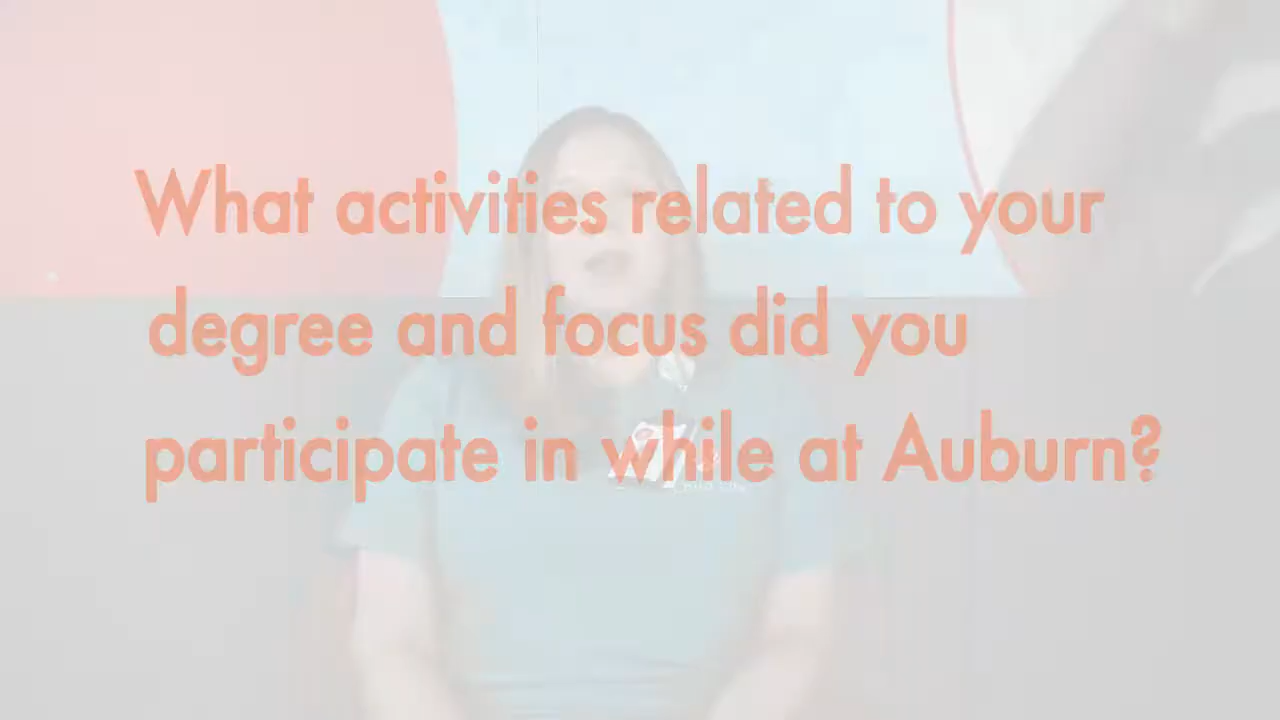 What activities related to your
degree and focus did you
participate in while at Auburn?